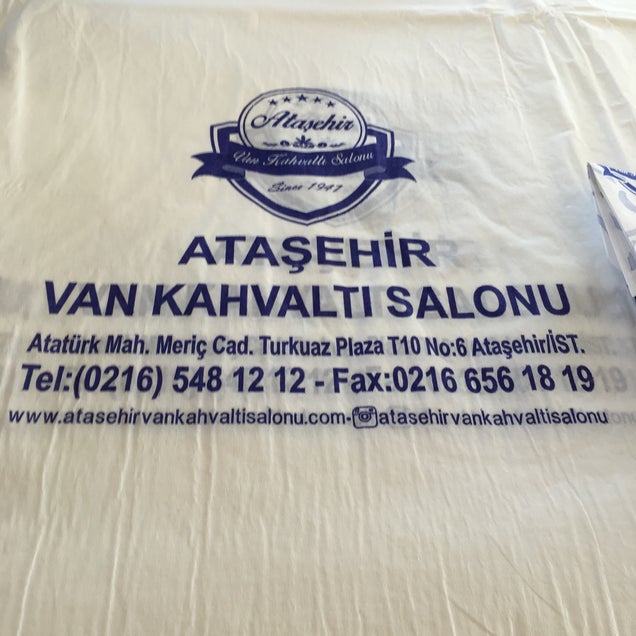 Ataşehir
Van Kahvaltı Salonu
Since 1947
ATAŞEHİR
VAN KAHVALTI SALONU
Atatürk Mah. Meriç Cad. Turkuaz Plaza T10 No:6 Ataşehir/İST.
Tel:(0216) 548 12 12 - Fax:0216 656 18 19
www.atasehirvankahvaltisalonu.com-atasehirvankahvaltisalonu